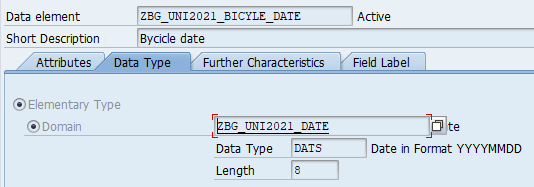 Data element ZBG_UNI2021_BICYLE_DATE Active
Short Description Bycicle date
Attributes Data Type Further Characteristics Field Label
Elementary Type
Domain ZBG_UNI2021_DATE te
Data Type DATS Date in Format YYYYMMDD
Length 8